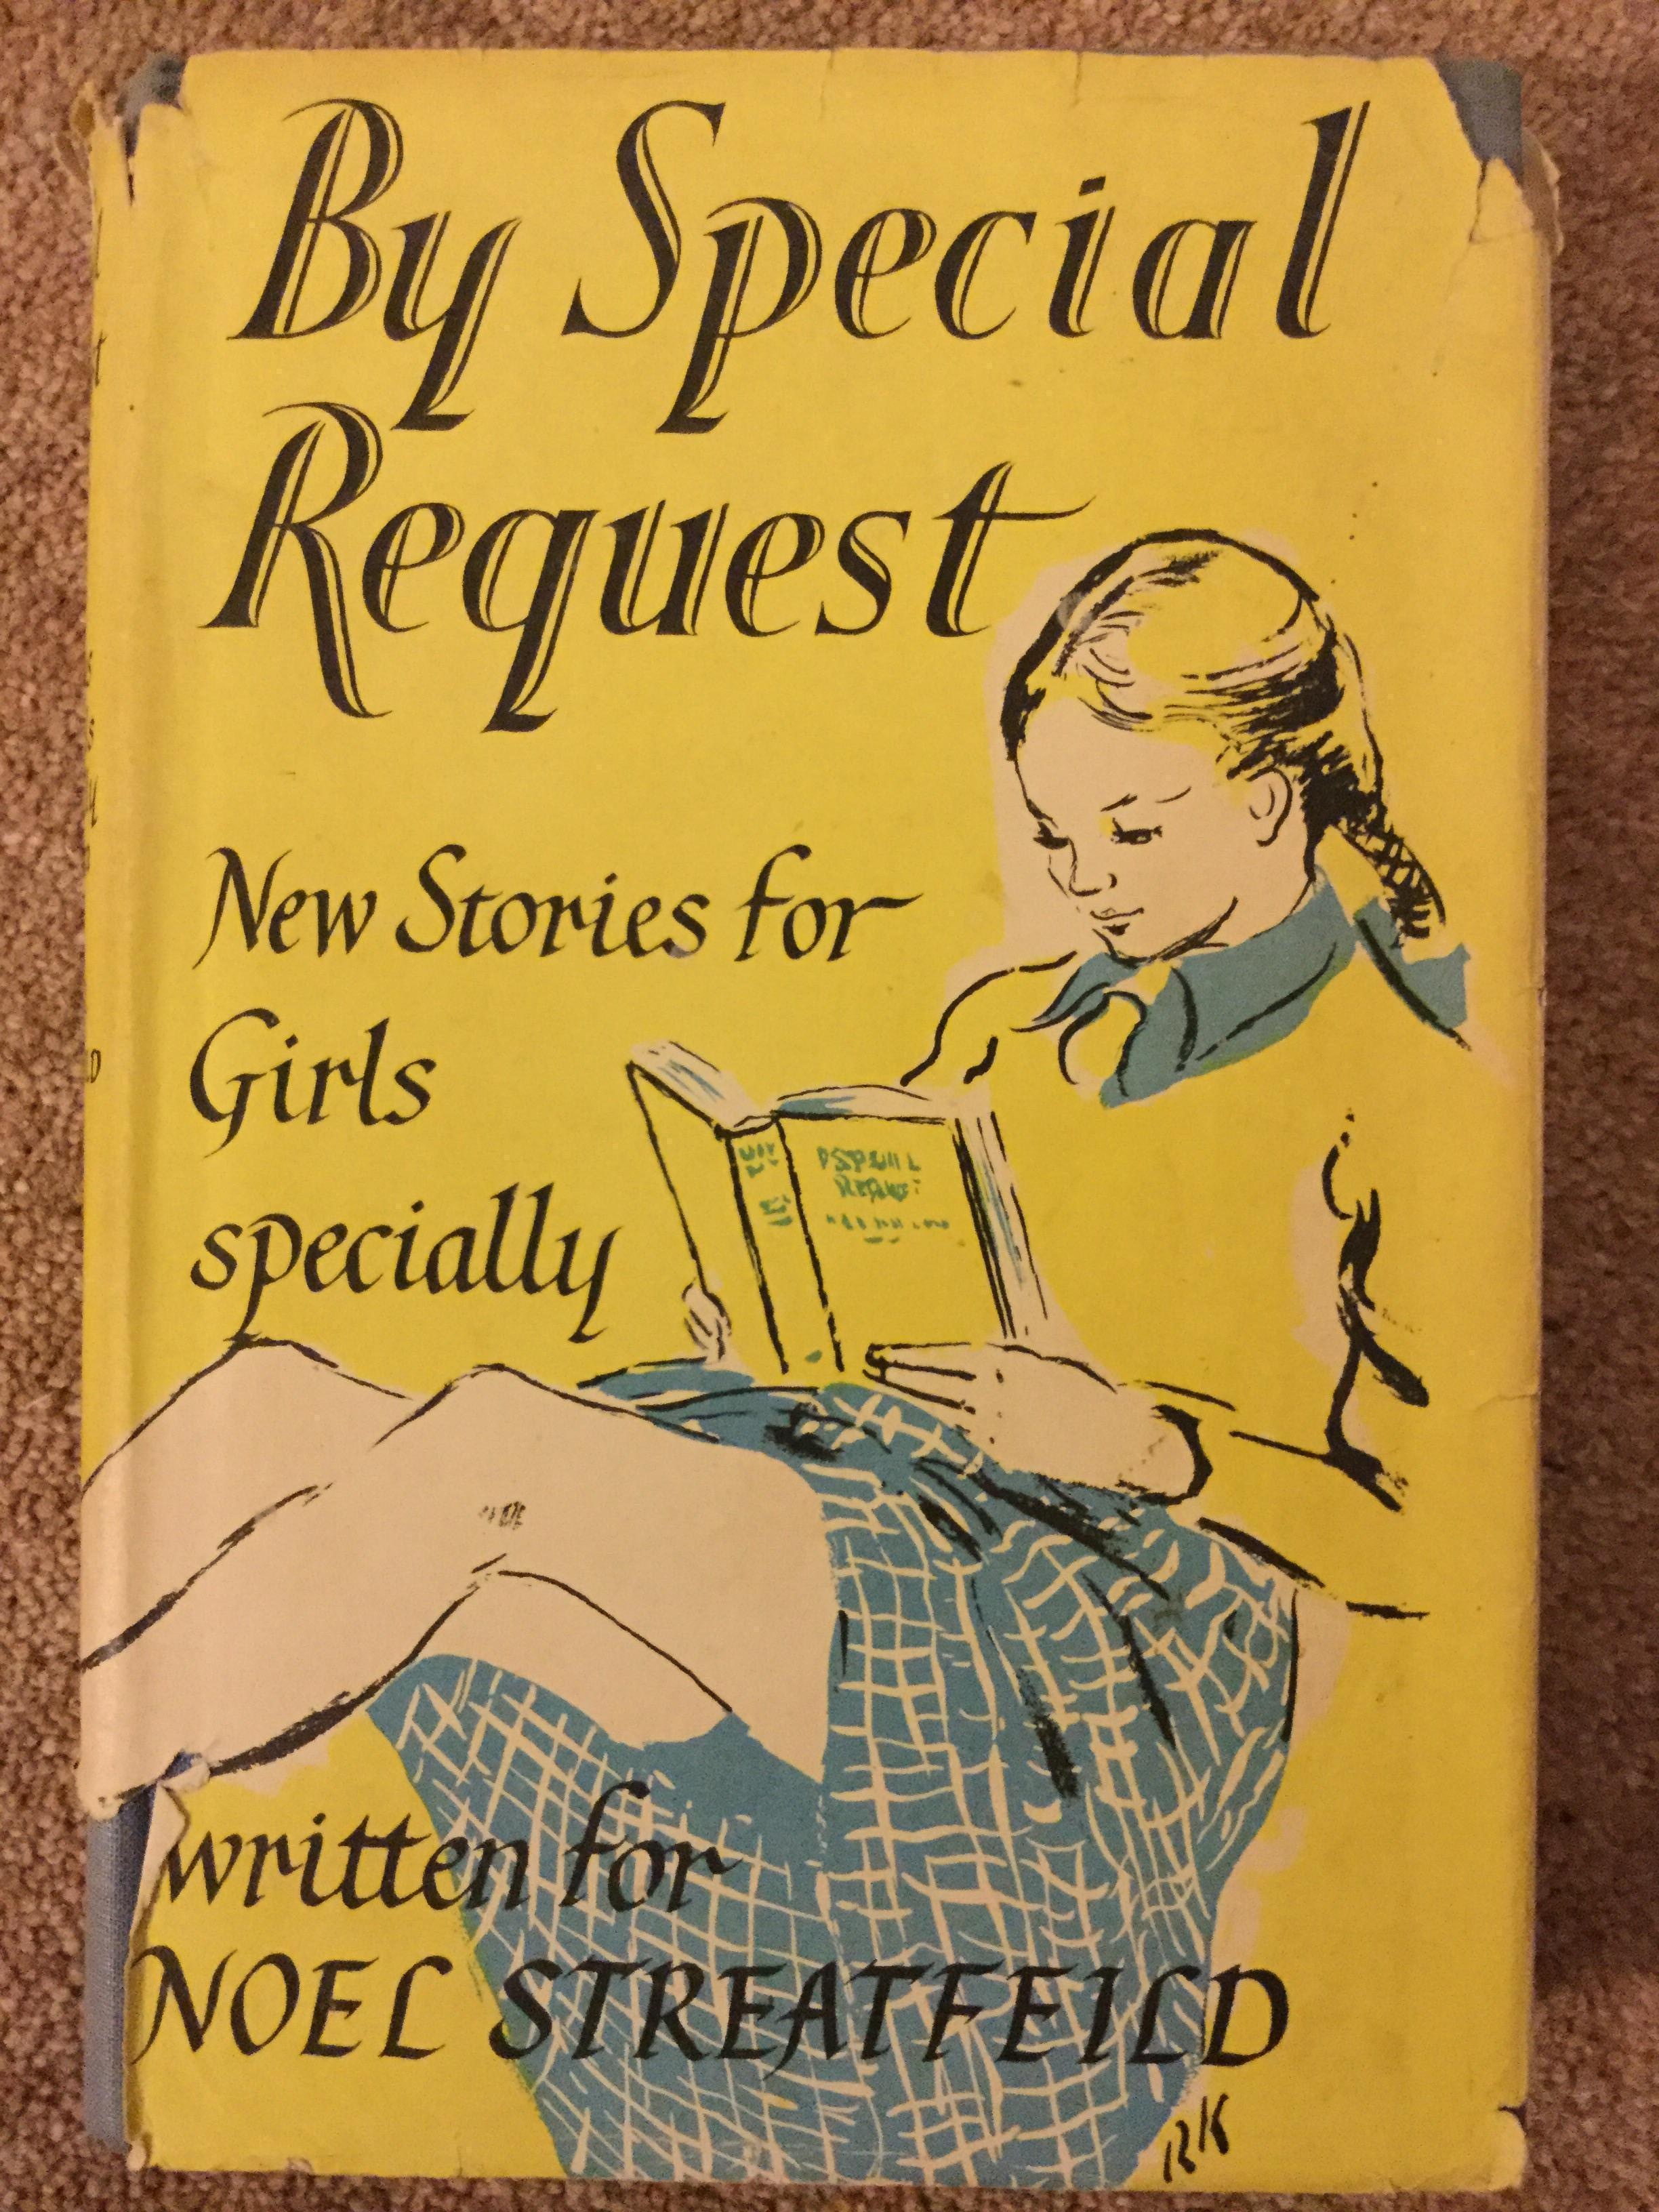 By Special
Request
New Stories for
Girls
specially
written for
NOEL STREATFEILD
RK